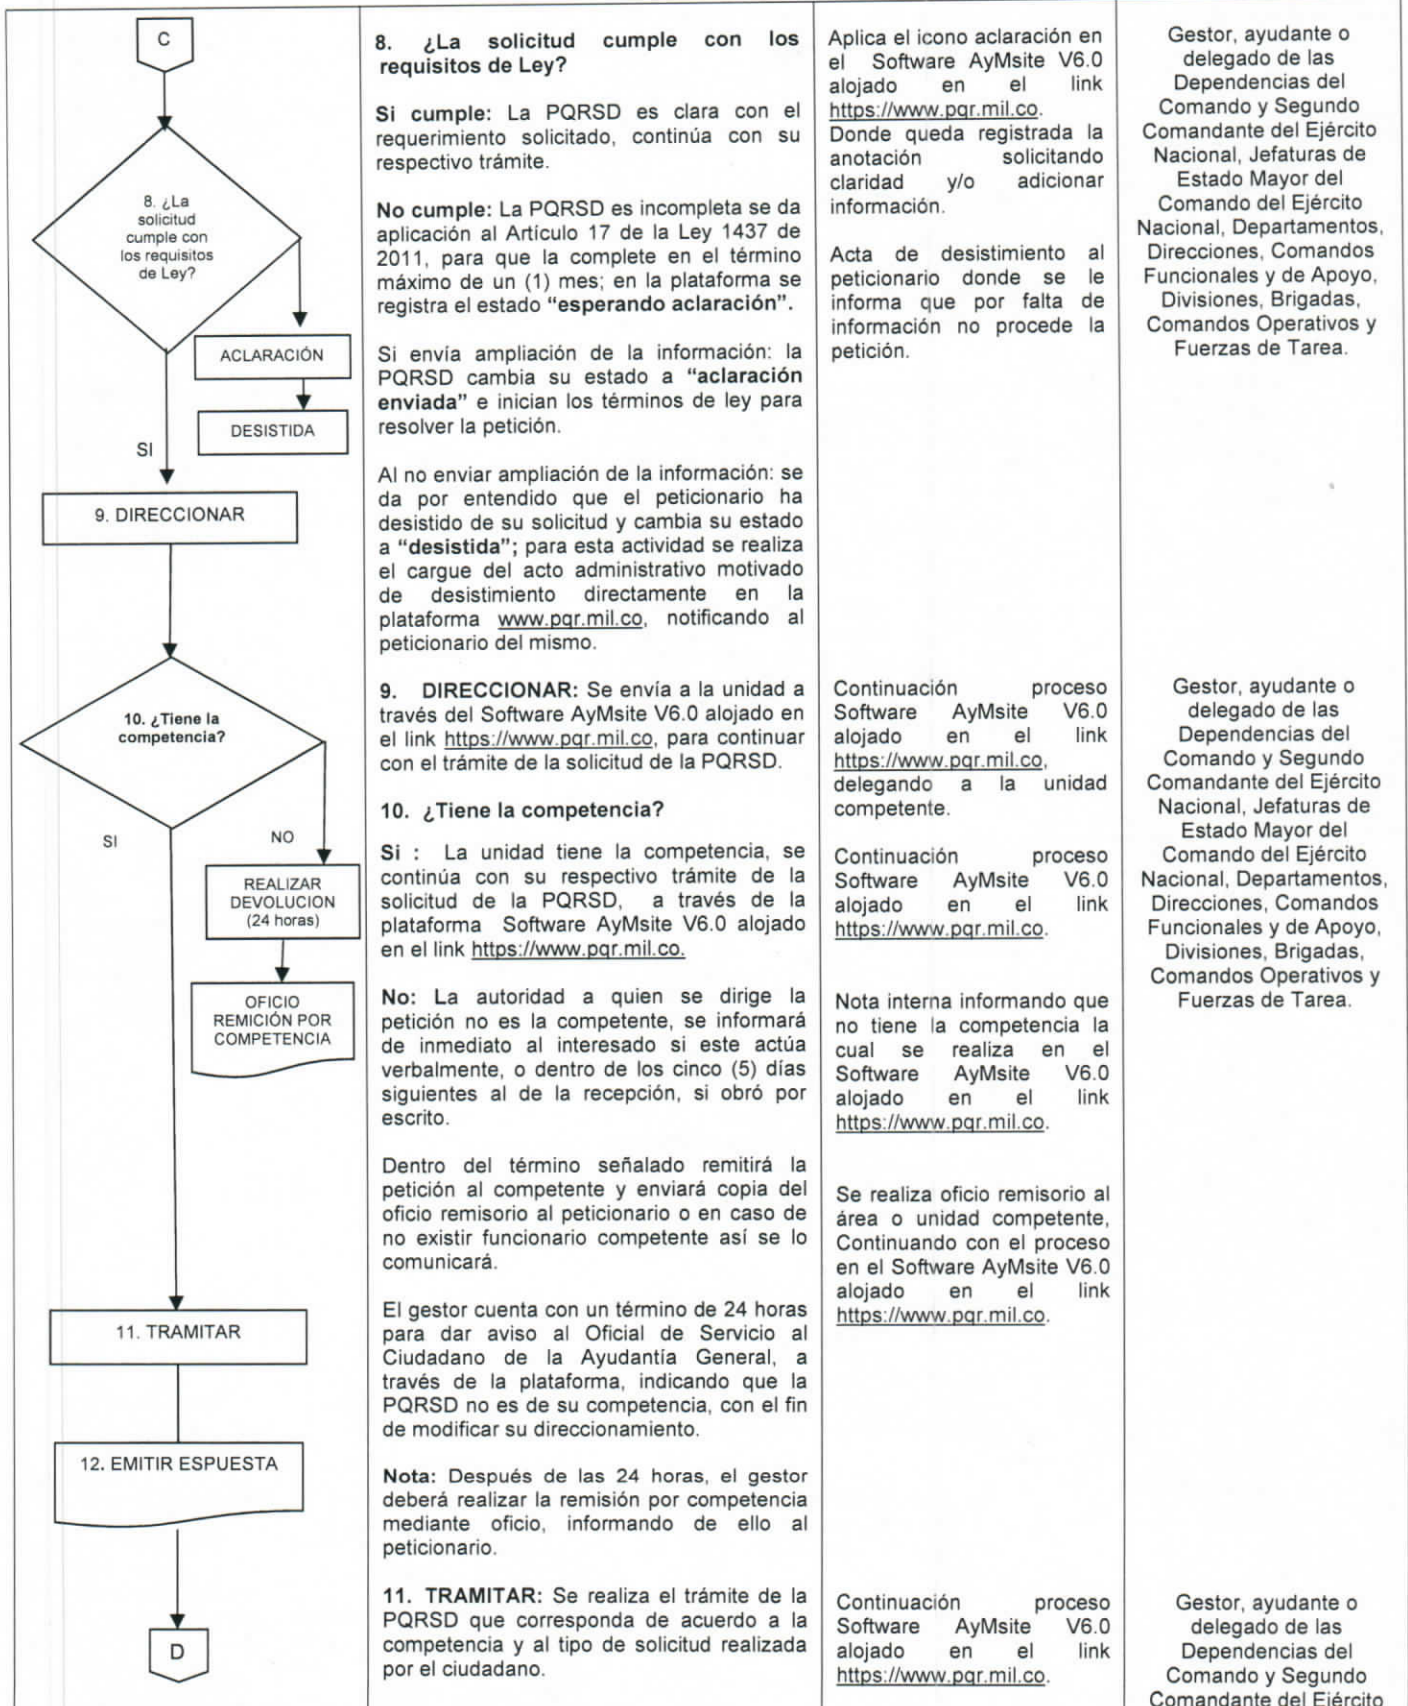 C
8. ¿La
solicitud
cumple con
los requisitos
de Ley?
ACLARACIÓN
DESISTIDA
SI
9. DIRECCIONAR
10. ¿Tiene la
competencia?
SI
NO
REALIZAR
DEVOLUCION
(24 horas)
OFICIO
REMICIÓN POR
COMPETENCIA
11. TRAMITAR
12. EMITIR ESPUESTA
D
8. ¿La solicitud cumple con los
requisitos de Ley?
Si cumple: La PQRSD es clara con el
requerimiento solicitado, continúa con su
respectivo trámite.
No cumple: La PQRSD es incompleta se da
aplicación al Artículo 17 de la Ley 1437 de
2011, para que la complete en el término
máximo de un (1) mes; en la plataforma se
registra el estado “esperando aclaración”.
Si envía ampliación de la información: la
PQRSD cambia su estado a “aclaración
enviada” e inician los términos de ley para
resolver la petición.
Al no enviar ampliación de la información: se
da por entendido que el peticionario ha
desistido de su solicitud y cambia su estado
a “desistida”; para esta actividad se realiza
el cargue del acto administrativo motivado
de desistimiento directamente en la
plataforma www.pqr.mil.co, notificando al
peticionario del mismo.
9. DIRECCIONAR: Se envía a la unidad a
través del Software AyMsite V6.0 alojado en
el link https://www.pqr.mil.co, para continuar
con el trámite de la solicitud de la PQRSD.
10. ¿Tiene la competencia?
Si : La unidad tiene la competencia, se
continúa con su respectivo trámite de la
solicitud de la PQRSD, a través de la
plataforma Software AyMsite V6.0 alojado
en el link https://www.pqr.mil.co.
No: La autoridad a quien se dirige la
petición no es la competente, se informará
de inmediato al interesado si este actúa
verbalmente, o dentro de los cinco (5) días
siguientes al de la recepción, si obró por
escrito.
Dentro del término señalado remitirá la
petición al competente y enviará copia del
oficio remisorio al peticionario o en caso de
no existir funcionario competente así se lo
comunicará.
El gestor cuenta con un término de 24 horas
para dar aviso al Oficial de Servicio al
Ciudadano de la Ayudantía General, a
través de la plataforma, indicando que la
PQRSD no es de su competencia, con el fin
de modificar su direccionamiento.
Nota: Después de las 24 horas, el gestor
deberá realizar la remisión por competencia
mediante oficio, informando de ello al
peticionario.
11. TRAMITAR: Se realiza el trámite de la
PQRSD que corresponda de acuerdo a la
competencia y al tipo de solicitud realizada
por el ciudadano.
Aplica el icono aclaración en
el Software AyMsite V6.0
alojado en el link
https://www.pqr.mil.co.
Donde queda registrada la
anotación solicitando
claridad y/o adicionar
información.
Acta de desistimiento al
peticionario donde se le
informa que por falta de
información no procede la
petición.
Continuación proceso
Software AyMsite V6.0
alojado en el link
https://www.pqr.mil.co,
delegando a la unidad
competente.
Continuación proceso
Software AyMsite V6.0
alojado en el link
https://www.pqr.mil.co.
Nota interna informando que
no tiene la competencia la
cual se realiza en el
Software AyMsite V6.0
alojado en el link
https://www.pqr.mil.co.
Se realiza oficio remisorio al
área o unidad competente,
Continuando con el proceso
en el Software AyMsite V6.0
alojado en el link
https://www.pqr.mil.co.
Continuación proceso
Software AyMsite V6.0
alojado en el link
https://www.pqr.mil.co.
Gestor, ayudante o
delegado de las
Dependencias del
Comando y Segundo
Comandante del Ejército
Nacional, Jefaturas de
Estado Mayor del
Comando del Ejército
Nacional, Departamentos,
Direcciones, Comandos
Funcionales y de Apoyo,
Divisiones, Brigadas,
Comandos Operativos y
Fuerzas de Tarea.
Gestor, ayudante o
delegado de las
Dependencias del
Comando y Segundo
Comandante del Ejército
Nacional, Jefaturas de
Estado Mayor del
Comando del Ejército
Nacional, Departamentos,
Direcciones, Comandos
Funcionales y de Apoyo,
Divisiones, Brigadas,
Comandos Operativos y
Fuerzas de Tarea.
Gestor, ayudante o
delegado de las
Dependencias del
Comando y Segundo
Comandante del Ejército